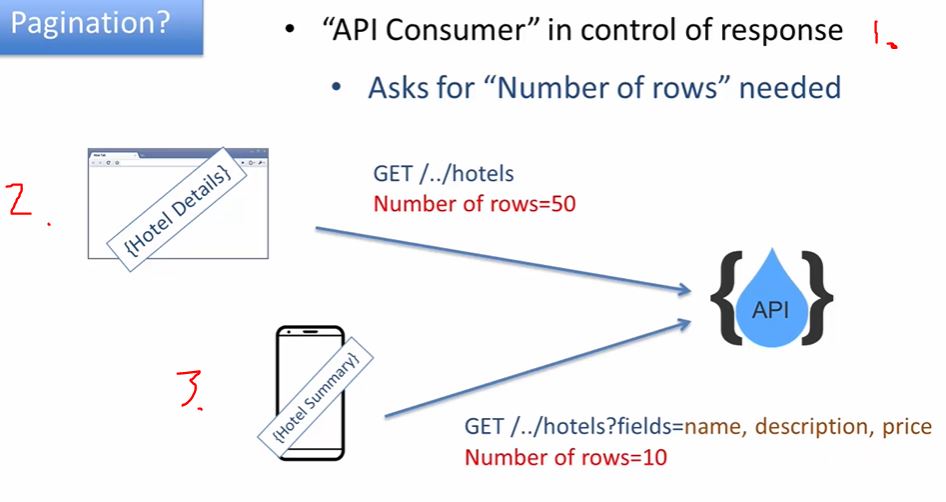 Pagination?
• "API Consumer" in control of response 1.
• Asks for "Number of rows" needed
2.
{Hotel Details}
GET /../hotels
Number of rows=50
{ API }
3.
{Hotel Summary}
GET /../hotels?fields=name, description, price
Number of rows=10